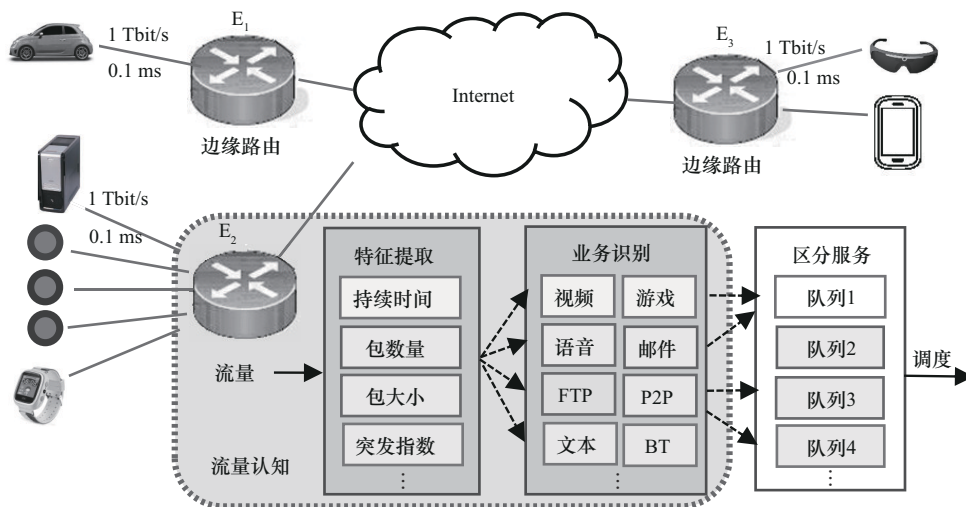 E₁
E₃
1 Tbit/s
0.1 ms
Internet
1 Tbit/s
0.1 ms
边缘路由
边缘路由
1 Tbit/s
0.1 ms
E₂
特征提取
持续时间
包数量
包大小
突发指数
⋮
业务识别
视频 游戏
语音 邮件
FTP P2P
文本 BT
⋮
区分服务
队列1
队列2
队列3
队列4
⋮
流量
流量认知
调度